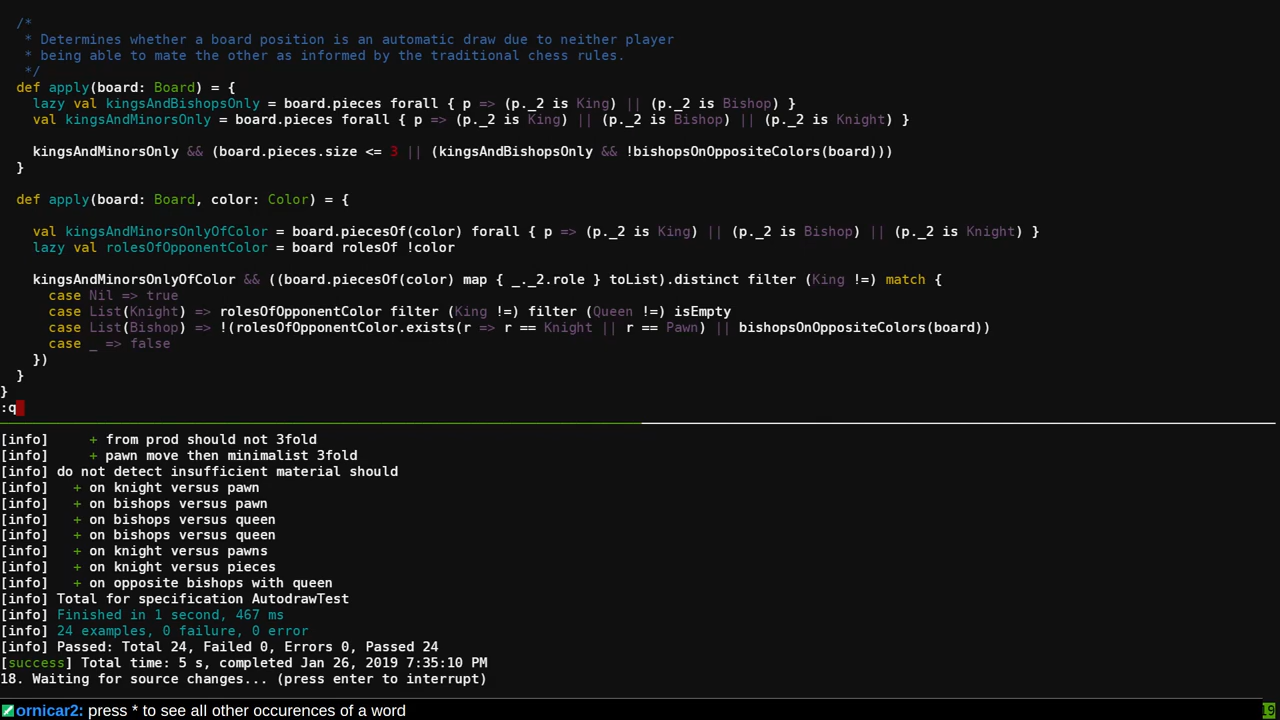 /*
 * Determines whether a board position is an automatic draw due to neither player
 * being able to mate the other as informed by the traditional chess rules.
 */
def apply(board: Board) = {
  lazy val kingsAndBishopsOnly = board.pieces forall { p => (p._2 is King) || (p._2 is Bishop) }
  val kingsAndMinorsOnly = board.pieces forall { p => (p._2 is King) || (p._2 is Bishop) || (p._2 is Knight) }
  kingsAndMinorsOnly && (board.pieces.size <= 3 || (kingsAndBishopsOnly && !bishopsOnOppositeColors(board)))
}
def apply(board: Board, color: Color) = {
  val kingsAndMinorsOnlyOfColor = board.piecesOf(color) forall { p => (p._2 is King) || (p._2 is Bishop) || (p._2 is Knight) }
  lazy val rolesOfOpponentColor = board rolesOf !color
  kingsAndMinorsOnlyOfColor && ((board.piecesOf(color) map { _._2.role } toList).distinct filter (King !=) match {
    case Nil => true
    case List(Knight) => rolesOfOpponentColor filter (King !=) filter (Queen !=) isEmpty
    case List(Bishop) => !(rolesOfOpponentColor.exists(r => r == Knight || r == Pawn) || bishopsOnOppositeColors(board))
    case _ => false
  })
}
}
:q
[info]     + from prod should not 3fold
[info]     + pawn move then minimalist 3fold
[info] do not detect insufficient material should
[info]   + on knight versus pawn
[info]   + on bishops versus pawn
[info]   + on bishops versus queen
[info]   + on bishops versus queen
[info]   + on knight versus pawns
[info]   + on knight versus pieces
[info]   + on opposite bishops with queen
[info] Total for specification AutodrawTest
[info] Finished in 1 second, 467 ms
[info] 24 examples, 0 failure, 0 error
[info] Passed: Total 24, Failed 0, Errors 0, Passed 24
[success] Total time: 5 s, completed Jan 26, 2019 7:35:10 PM
18. Waiting for source changes... (press enter to interrupt)
ornicar2: press * to see all other occurences of a word
19